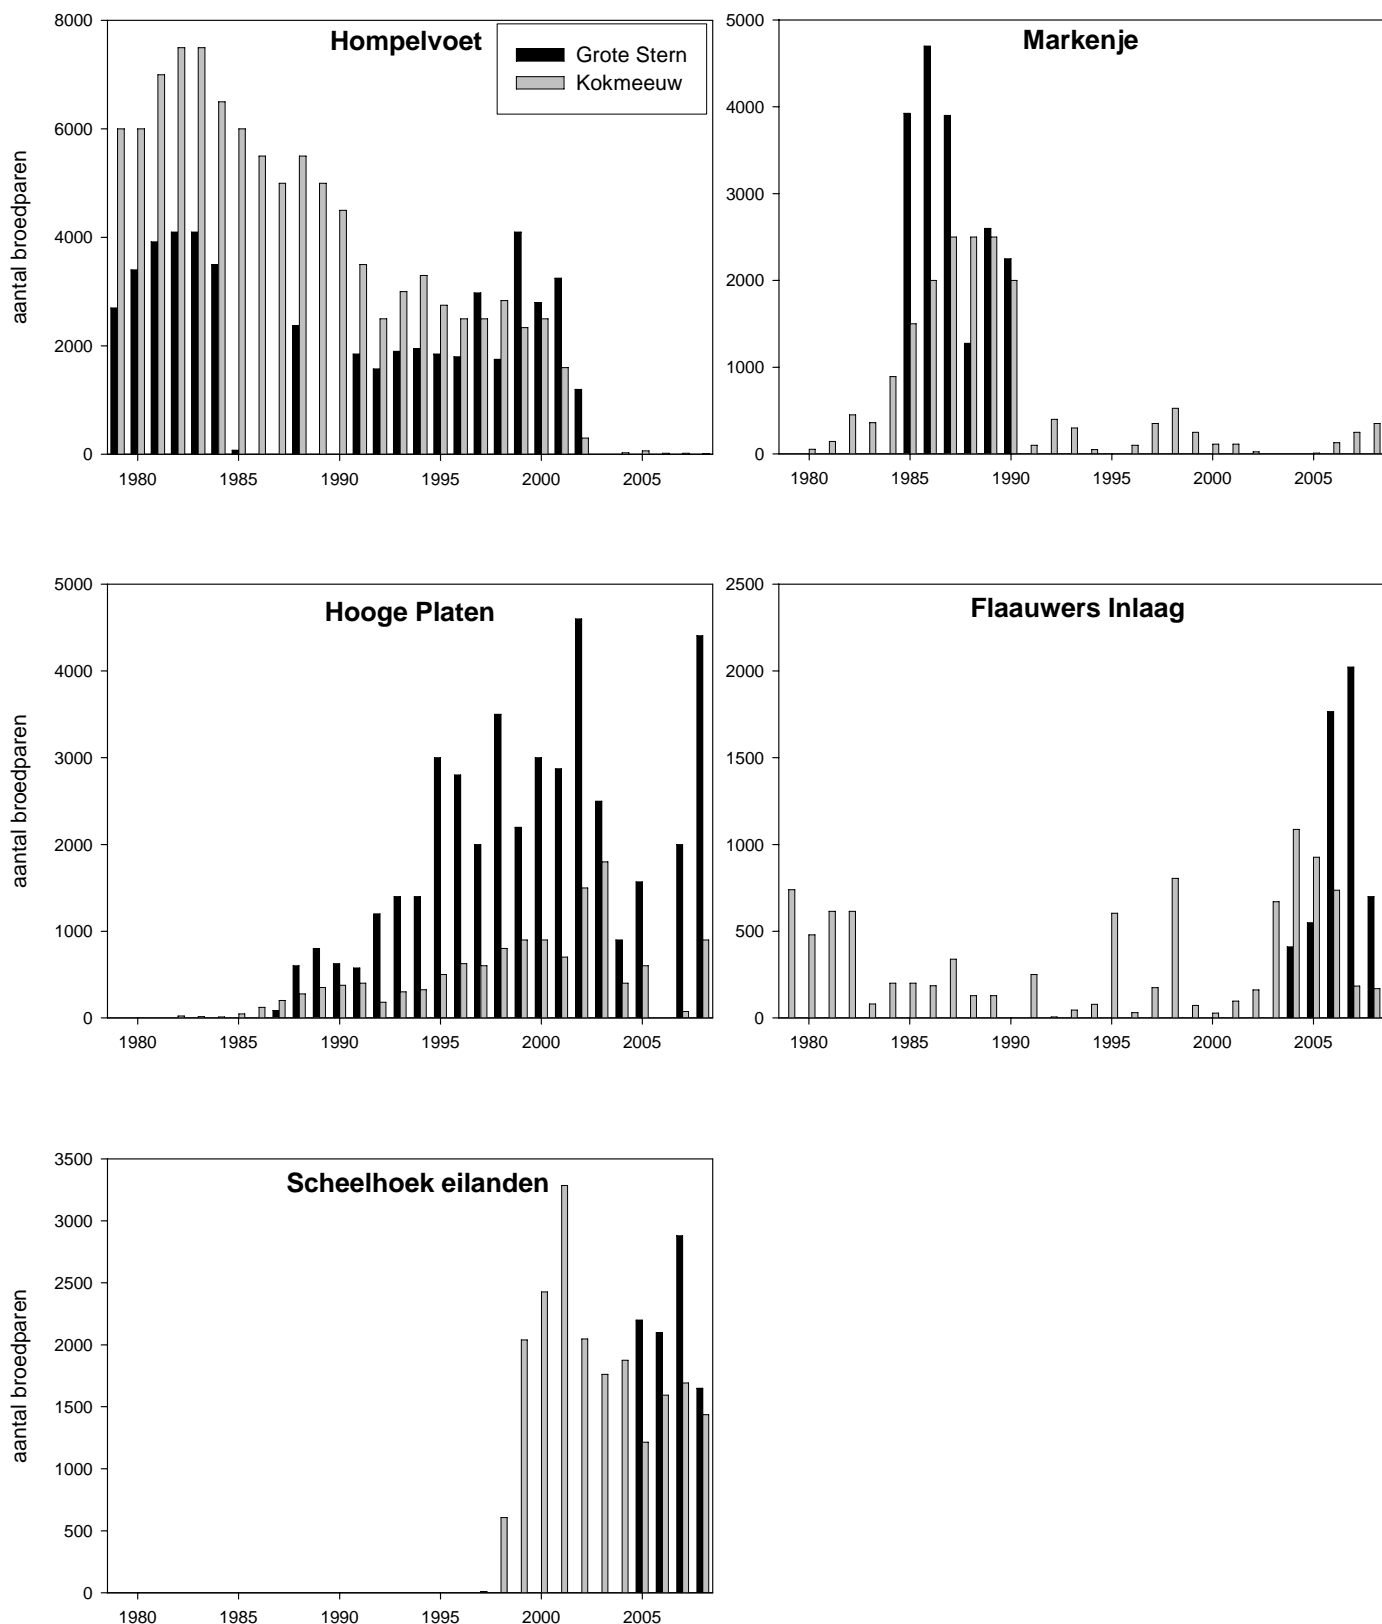 Hompelvoet
Grote Stern
Kokmeeuw
aantal broedparen
8000
6000
4000
2000
0
1980 1985 1990 1995 2000 2005
Markenje
5000
4000
3000
2000
1000
0
1980 1985 1990 1995 2000 2005
Hooge Platen
aantal broedparen
5000
4000
3000
2000
1000
0
1980 1985 1990 1995 2000 2005
Flaauwers Inlaag
2500
2000
1500
1000
500
0
1980 1985 1990 1995 2000 2005
Scheelhoek eilanden
aantal broedparen
3500
3000
2500
2000
1500
1000
500
0
1980 1985 1990 1995 2000 2005